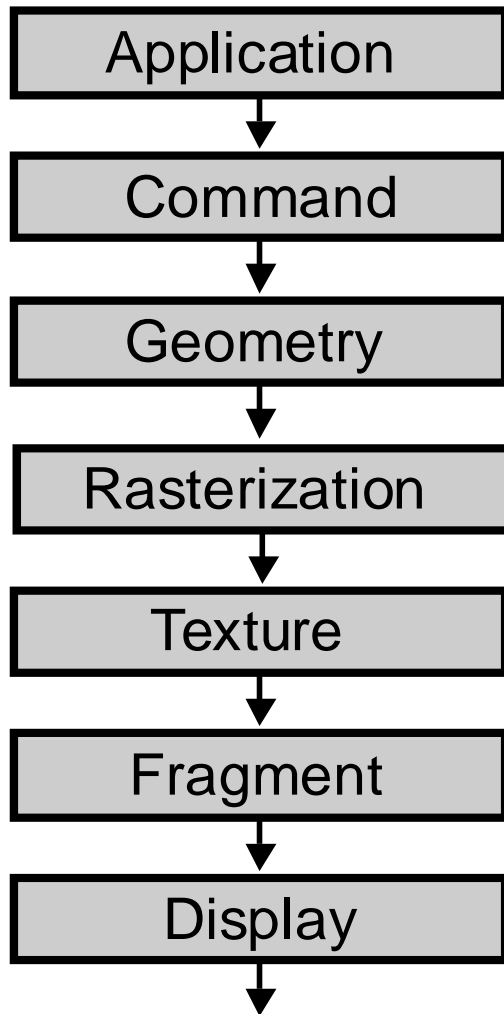 Application
Command
Geometry
Rasterization
Texture
Fragment
Display